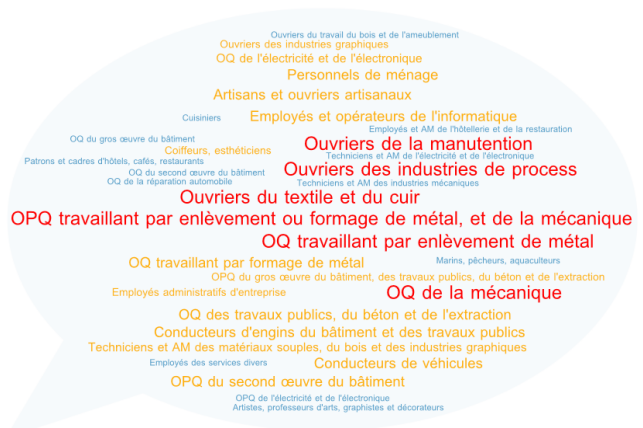 Ouvriers du travail du bois et de l'ameublement
Ouvriers des industries graphiques
OQ de l'électricité et de l'électronique
Personnels de ménage
Artisans et ouvriers artisanaux
Cuisiniers
Employés et opérateurs de l'informatique
Employés et AM de l'hôtellerie et de la restauration
OQ du gros œuvre du bâtiment
Ouvriers de la manutention
Coiffeurs, esthéticiens
Techniciens et AM de l'électricité et de l'électronique
Patrons et cadres d'hôtels, cafés, restaurants
Ouvriers des industries de process
OQ du second œuvre du bâtiment
OQ de la réparation automobile
Techniciens et AM des industries mécaniques
Ouvriers du textile et du cuir
OPQ travaillant par enlèvement ou formage de métal, et de la mécanique
OQ travaillant par enlèvement de métal
OQ travaillant par formage de métal
Marins, pêcheurs, aquaculteurs
OPQ du gros œuvre du bâtiment, des travaux publics, du béton et de l'extraction
Employés administratifs d'entreprise
OQ de la mécanique
OQ des travaux publics, du béton et de l'extraction
Conducteurs d'engins du bâtiment et des travaux publics
Techniciens et AM des matériaux souples, du bois et des industries graphiques
Employés des services divers
Conducteurs de véhicules
OPQ du second œuvre du bâtiment
OPQ de l'électricité et de l'électronique
Artistes, professeurs d'arts, graphistes et décorateurs